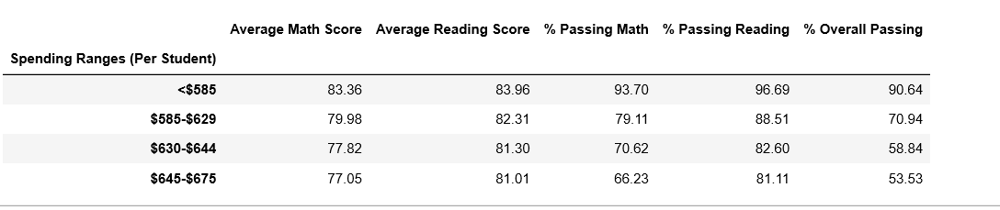 Average Math Score Average Reading Score % Passing Math % Passing Reading % Overall Passing
Spending Ranges (Per Student)
<$585 83.36 83.96 93.70 96.69 90.64
$585-$629 79.98 82.31 79.11 88.51 70.94
$630-$644 77.82 81.30 70.62 82.60 58.84
$645-$675 77.05 81.01 66.23 81.11 53.53